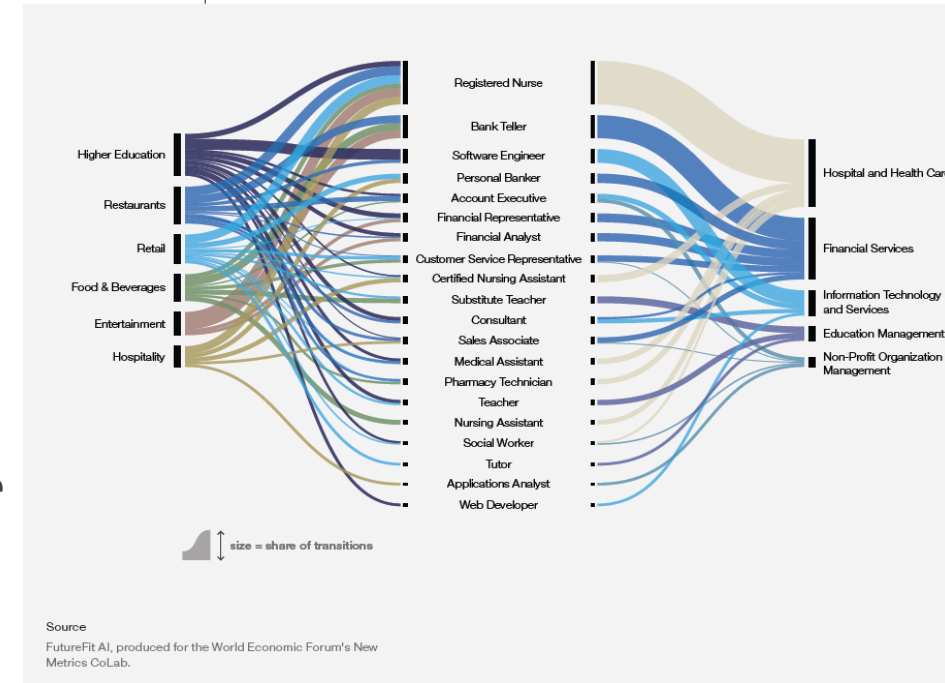 Higher Education
Restaurants
Retail
Food & Beverages
Entertainment
Hospitality
Registered Nurse
Bank Teller
Software Engineer
Personal Banker
Account Executive
Financial Representative
Financial Analyst
Customer Service Representative
Certified Nursing Assistant
Substitute Teacher
Consultant
Sales Associate
Medical Assistant
Pharmacy Technician
Teacher
Nursing Assistant
Social Worker
Tutor
Applications Analyst
Web Developer
Hospital and Health Car
Financial Services
Information Technology
and Services
Education Management
Non-Profit Organization
Management
size = share of transitions
Source
FutureFit AI, produced for the World Economic Forum's New
Metrics CoLab.